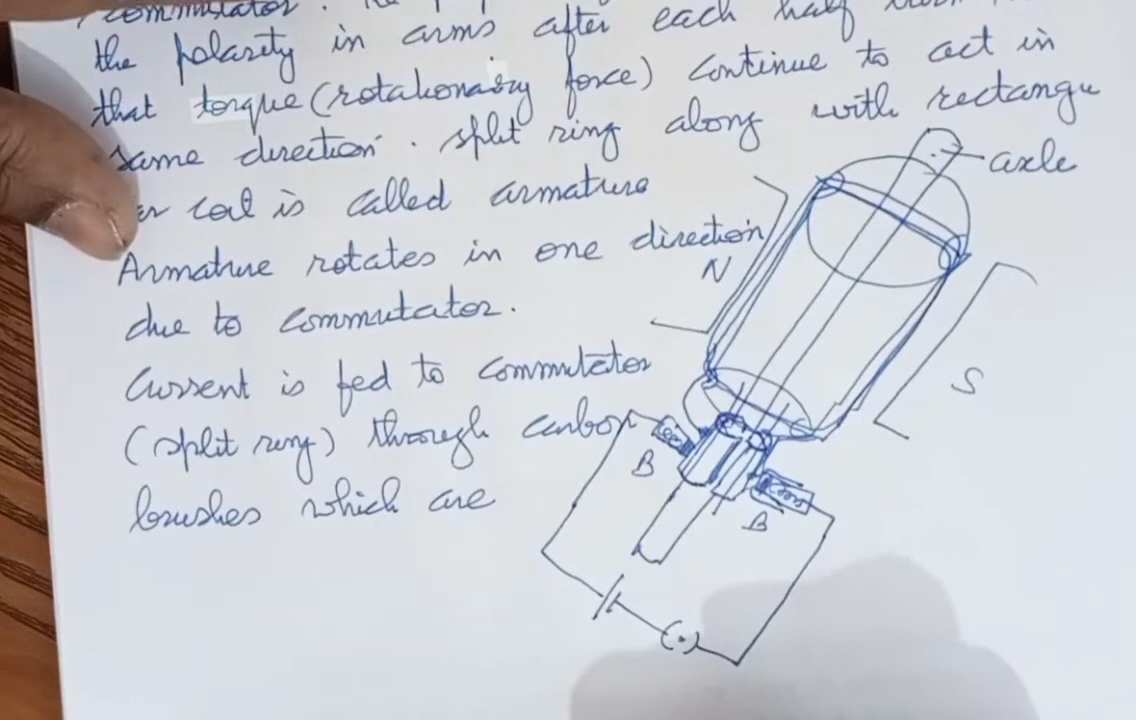 commutator.
the polarity in arms after each half turn
that torque (rotationary force) continue to act in
same direction. split ring along with rectangu
coil is called armature
axle
Armature rotates in one direction
N
due to commutator.
Current is fed to commutator
S
(split ring) through carbon
B
brushes which are
B